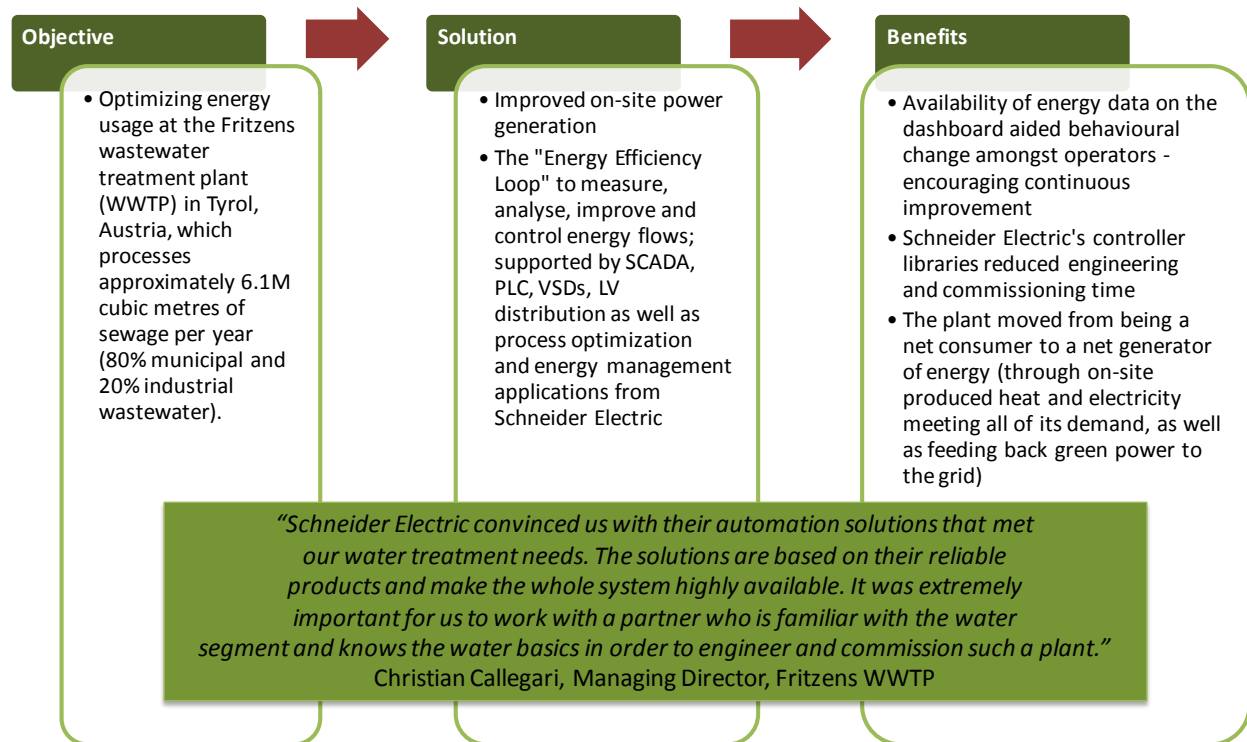 Objective
• Optimizing energy
usage at the Fritzens
wastewater
treatment plant
(WWTP) in Tyrol,
Austria, which
processes
approximately 6.1M
cubic metres of
sewage per year
(80% municipal and
20% industrial
wastewater).
Solution
• Improved on-site power
generation
• The "Energy Efficiency
Loop" to measure,
analyse, improve and
control energy flows;
supported by SCADA,
PLC, VSDs, LV
distribution as well as
process optimization
and energy management
applications from
Schneider Electric
Benefits
• Availability of energy data on the
dashboard aided behavioural
change amongst operators -
encouraging continuous
improvement
• Schneider Electric's controller
libraries reduced engineering
and commissioning time
• The plant moved from being a
net consumer to a net generator
of energy (through on-site
produced heat and electricity
meeting all of its demand, as well
as feeding back green power to
the grid)
“Schneider Electric convinced us with their automation solutions that met
our water treatment needs. The solutions are based on their reliable
products and make the whole system highly available. It was extremely
important for us to work with a partner who is familiar with the water
segment and knows the water basics in order to engineer and commission such a plant.”
Christian Callegari, Managing Director, Fritzens WWTP